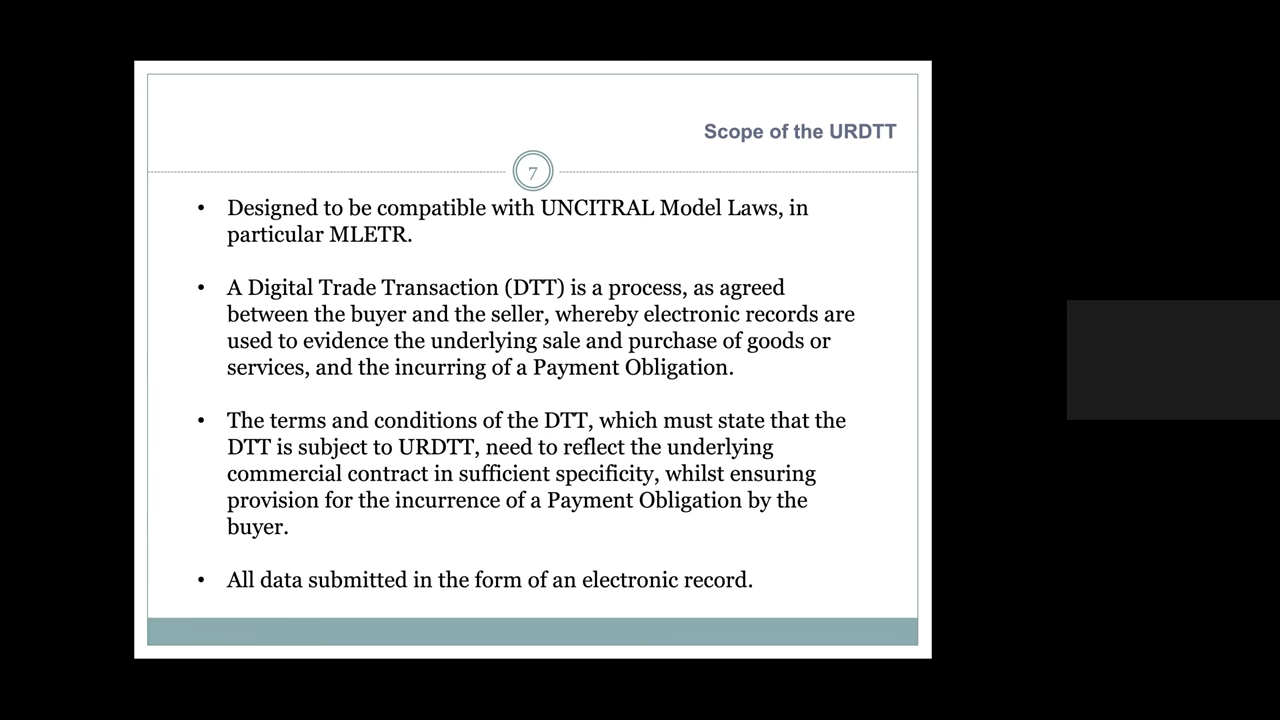 Scope of the URDTT
7
• Designed to be compatible with UNCITRAL Model Laws, in
particular MLETR.
• A Digital Trade Transaction (DTT) is a process, as agreed
between the buyer and the seller, whereby electronic records are
used to evidence the underlying sale and purchase of goods or
services, and the incurring of a Payment Obligation.
• The terms and conditions of the DTT, which must state that the
DTT is subject to URDTT, need to reflect the underlying
commercial contract in sufficient specificity, whilst ensuring
provision for the incurrence of a Payment Obligation by the
buyer.
• All data submitted in the form of an electronic record.